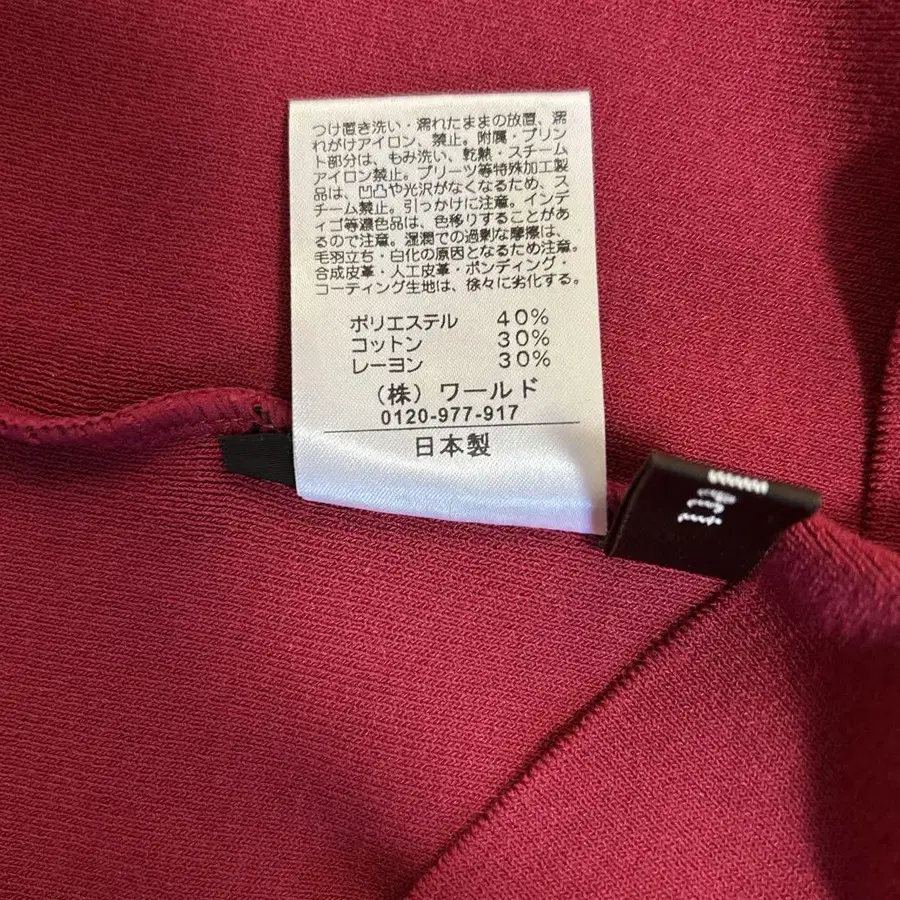 つけ置き洗い・濡れたままの放置、濡
れがけアイロン、禁止。附属・プリン
ト部分は、もみ洗い、乾熱・スチーム
アイロン禁止。プリーツ等特殊加工製
品は、凹凸や光沢がなくなるため、ス
チーム禁止。引っかけに注意。インデ
ィゴ等濃色品は、色移りすることがあ
るので注意。湿潤での過剰な摩擦は、
毛羽立ち・白化の原因となるため注意。
合成皮革・人工皮革・ボンディング・
コーティング生地は、徐々に劣化する。
ポリエステル 40%
コットン 30%
レーヨン 30%
(株)ワールド
0120-977-917
日本製